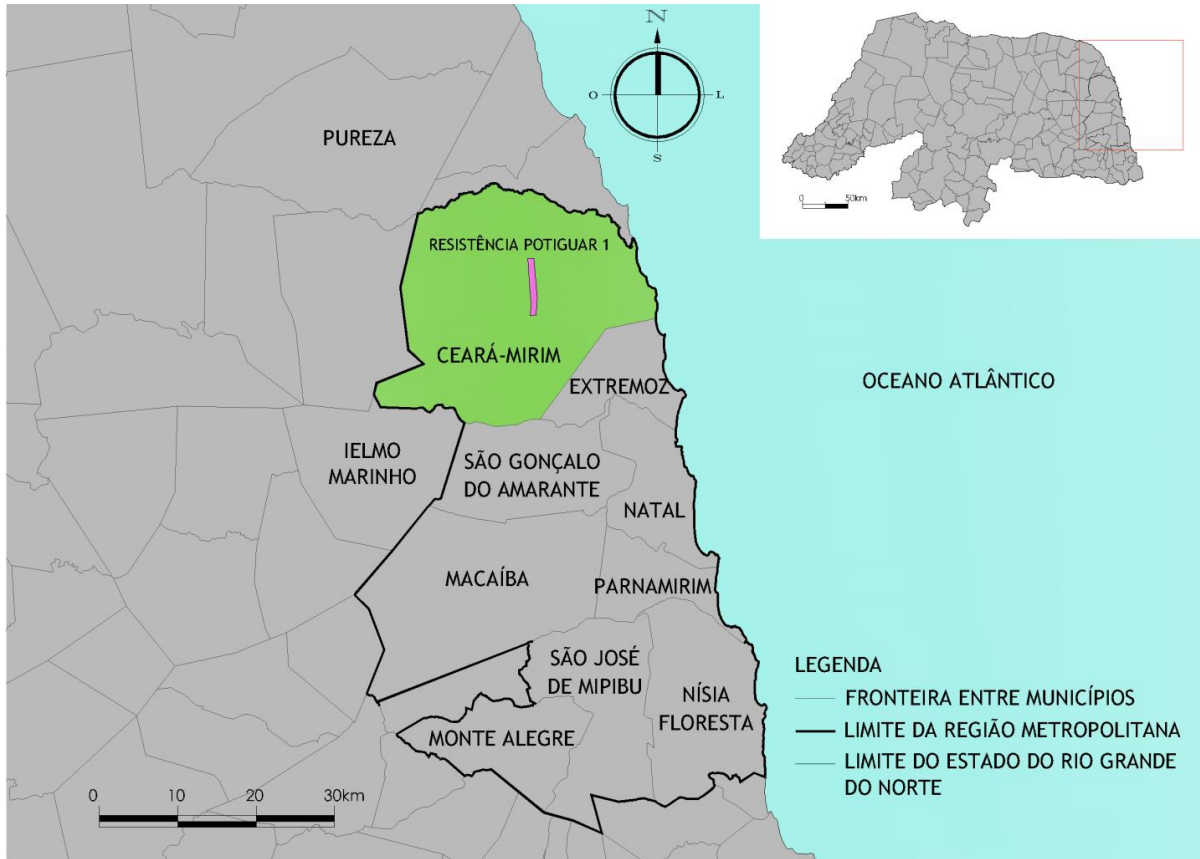 N
O
L
S
0
50km
PUREZA
RESISTÊNCIA POTIGUAR 1
CEARÁ-MIRIM
EXTREMOZ
OCEANO ATLÂNTICO
IELMO
MARINHO
SÃO GONÇALO
DO AMARANTE
NATAL
MACAÍBA
PARNAMIRIM
SÃO JOSÉ
DE MIPIBU
NÍSIA
FLORESTA
MONTE ALEGRE
LEGENDA
FRONTEIRA ENTRE MUNICÍPIOS
LIMITE DA REGIÃO METROPOLITANA
LIMITE DO ESTADO DO RIO GRANDE
DO NORTE
0 10 20 30km